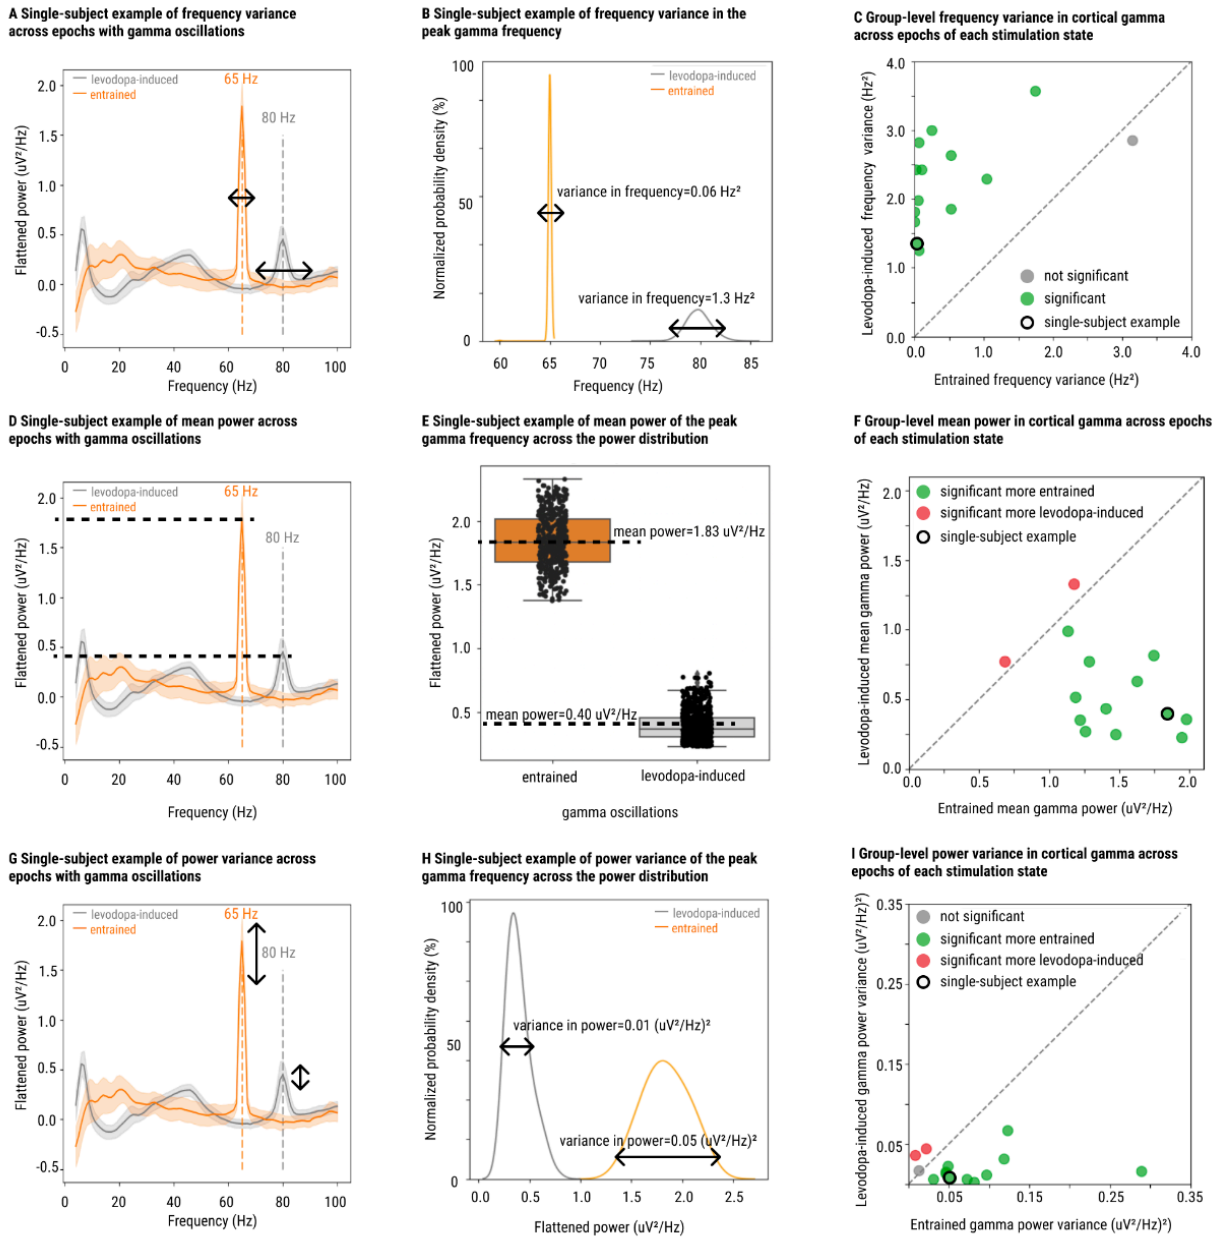 A Single-subject example of frequency variance
across epochs with gamma oscillations
levodopa-induced
entrained
65 Hz
80 Hz
Flattened power (uV²/Hz)
2.0
1.5
1.0
0.5
0.0
-0.5
0 20 40 60 80 100
Frequency (Hz)
B Single-subject example of frequency variance in the
peak gamma frequency
levodopa-induced
entrained
Normalized probability density (%)
100
50
0
variance in frequency=0.06 Hz²
variance in frequency=1.3 Hz²
60 65 70 75 80 85
Frequency (Hz)
C Group-level frequency variance in cortical gamma
across epochs of each stimulation state
Levodopa-induced frequency variance (Hz²)
4.0
3.0
2.0
1.0
0.0
not significant
significant
single-subject example
0.0 1.0 2.0 3.0 4.0
Entrained frequency variance (Hz²)
D Single-subject example of mean power across
epochs with gamma oscillations
levodopa-induced
entrained
65 Hz
80 Hz
Flattened power (uV²/Hz)
2.0
1.5
1.0
0.5
0.0
-0.5
0 20 40 60 80 100
Frequency (Hz)
E Single-subject example of mean power of the peak
gamma frequency across the power distribution
Flattened power (uV²/Hz)
2.0
1.5
1.0
0.5
mean power=1.83 uV²/Hz
mean power=0.40 uV²/Hz
entrained levodopa-induced
gamma oscillations
F Group-level mean power in cortical gamma across epochs
of each stimulation state
Levodopa-induced mean gamma power (uV²/Hz)
2.0
1.5
1.0
0.5
0.0
significant more entrained
significant more levodopa-induced
single-subject example
0.0 0.5 1.0 1.5 2.0
Entrained mean gamma power (uV²/Hz)
G Single-subject example of power variance across
epochs with gamma oscillations
levodopa-induced
entrained
65 Hz
80 Hz
Flattened power (uV²/Hz)
2.0
1.5
1.0
0.5
0.0
-0.5
0 20 40 60 80 100
Frequency (Hz)
H Single-subject example of power variance of the peak
gamma frequency across the power distribution
levodopa-induced
entrained
Normalized probability density (%)
100
50
0
variance in power=0.01 (uV²/Hz)²
variance in power=0.05 (uV²/Hz)²
0.0 0.5 1.0 1.5 2.0 2.5
Flattened power (uV²/Hz)
I Group-level power variance in cortical gamma across
epochs of each stimulation state
Levodopa-induced gamma power variance (uV²/Hz)²)
0.35
0.25
0.15
0.05
not significant
significant more entrained
significant more levodopa-induced
single-subject example
0.05 0.15 0.25 0.35
Entrained gamma power variance (uV²/Hz)²)